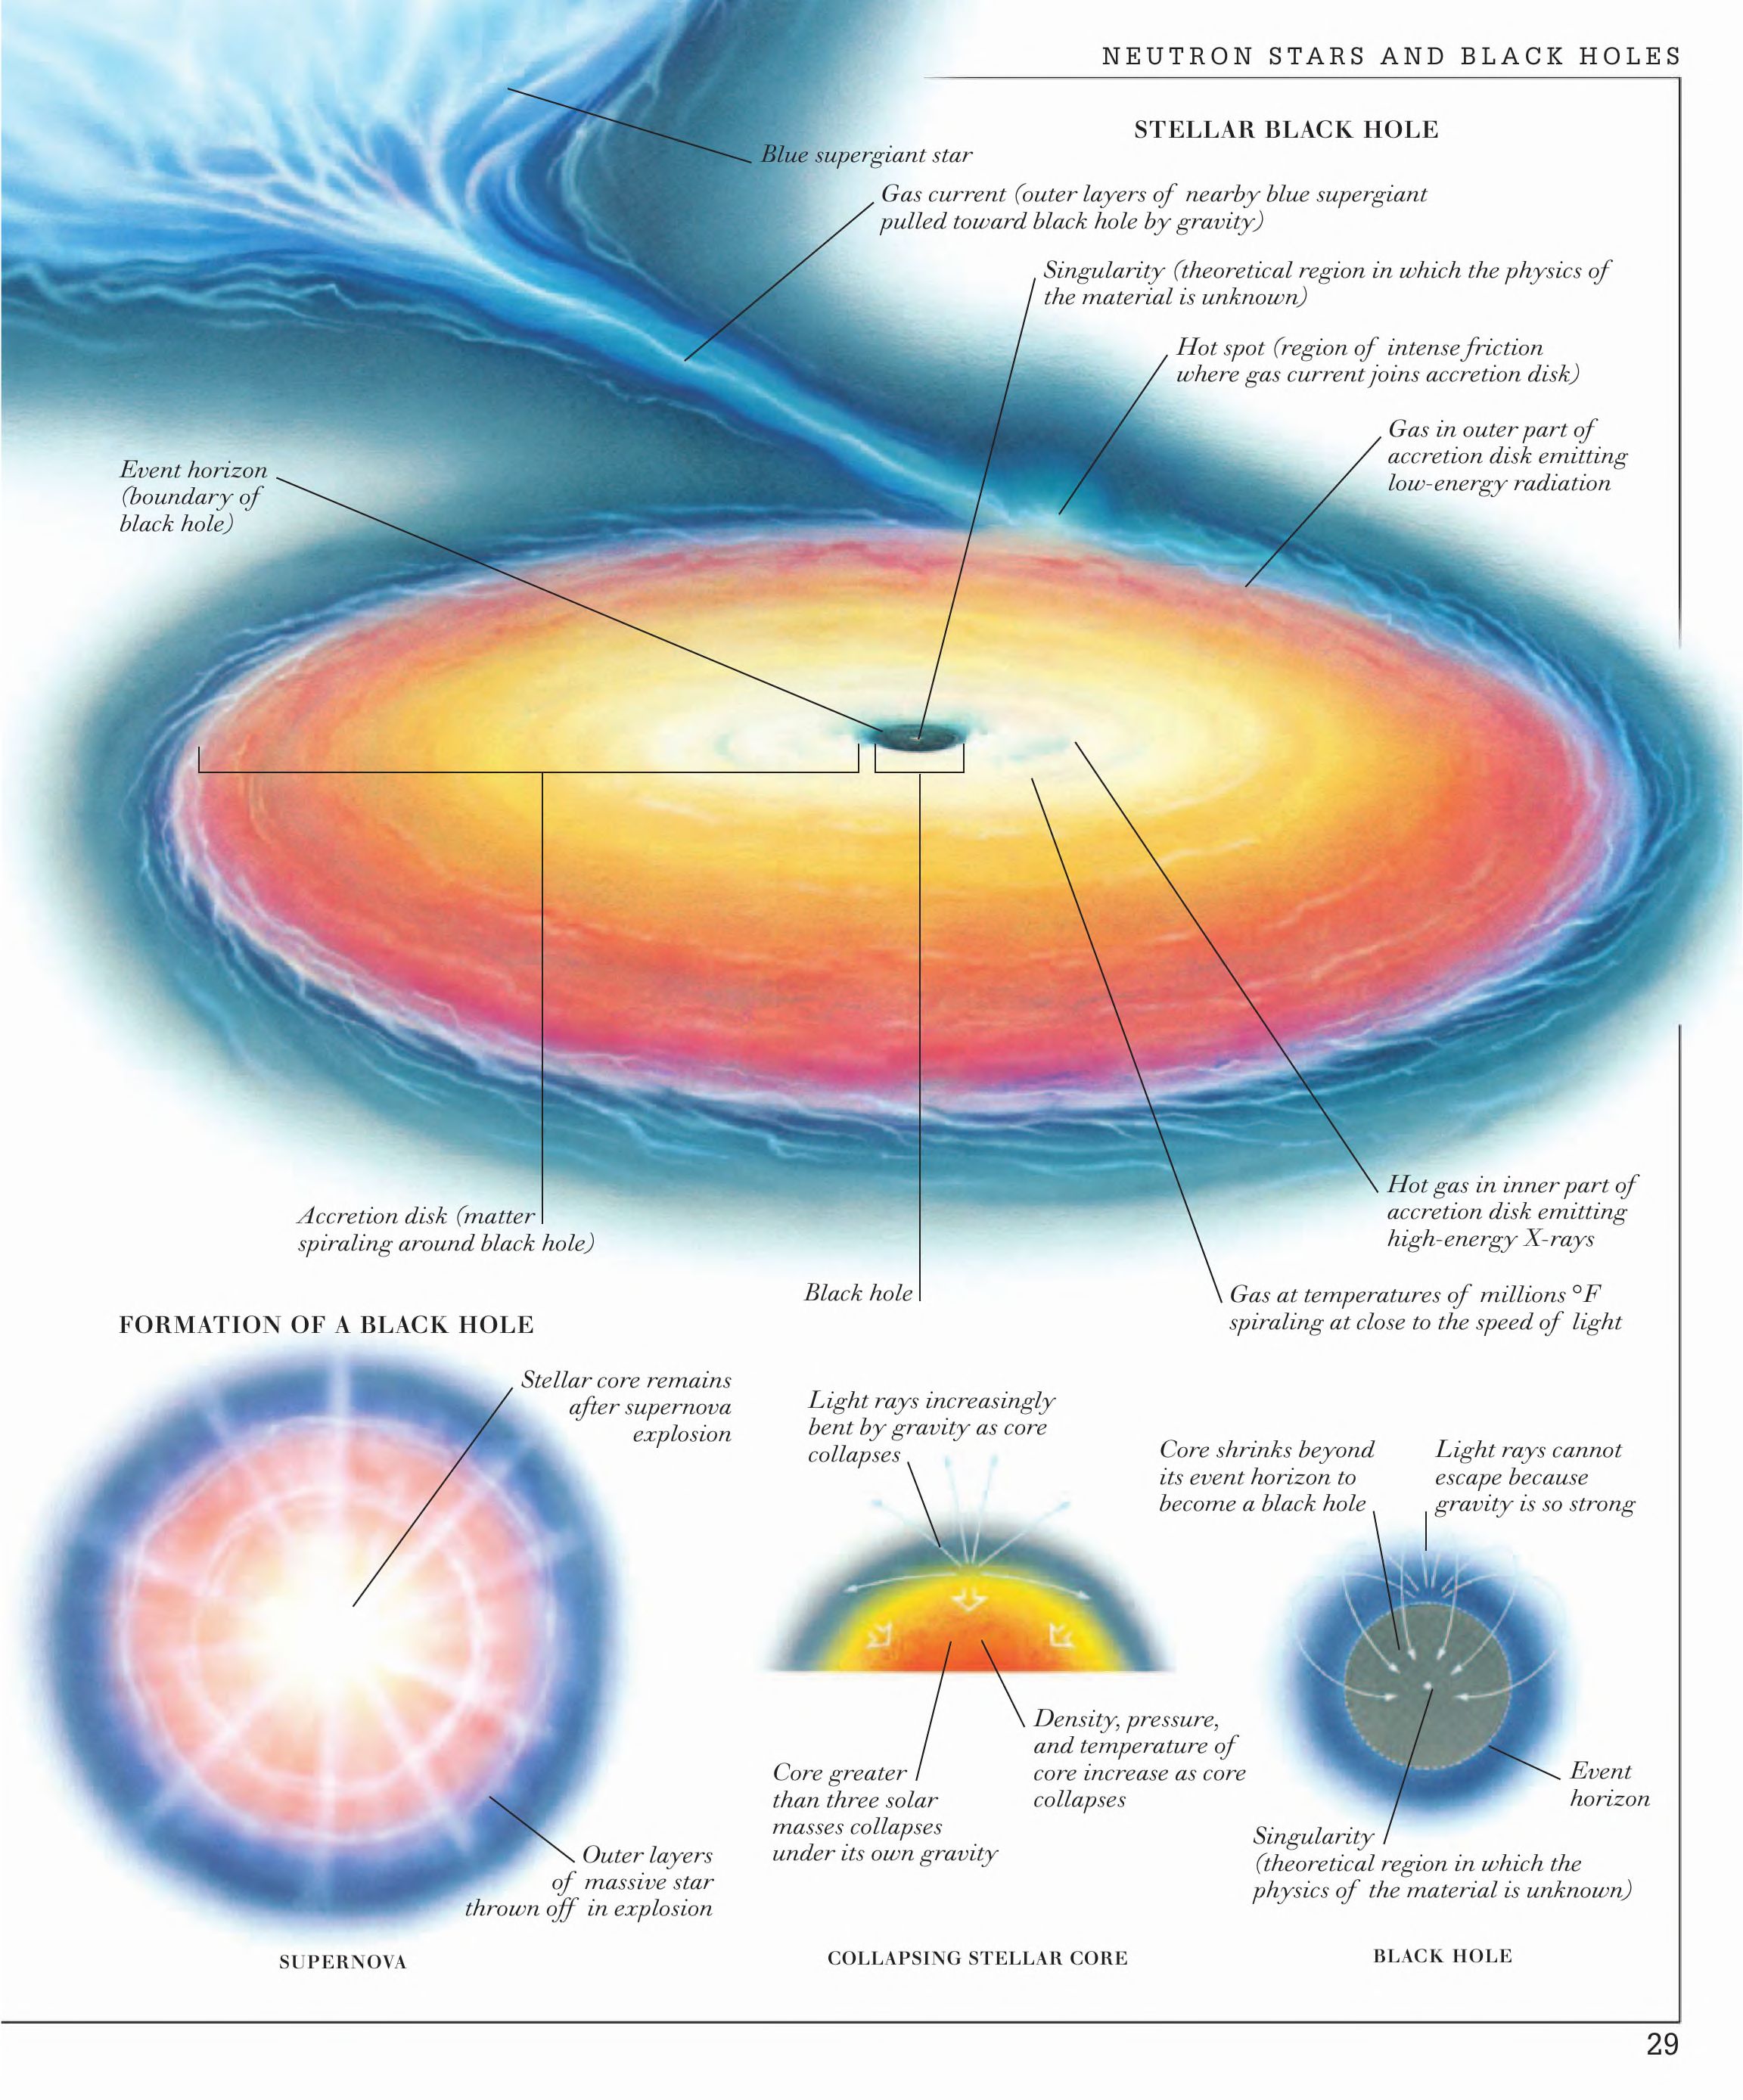 NEUTRON STARS AND BLACK HOLES
STELLAR BLACK HOLE
Blue supergiant star
Gas current (outer layers of nearby blue supergiant
pulled toward black hole by gravity)
Singularity (theoretical region in which the physics of
the material is unknown)
Hot spot (region of intense friction
where gas current joins accretion disk)
Gas in outer part of
accretion disk emitting
low-energy radiation
Event horizon
(boundary of
black hole)
Accretion disk (matter
spiraling around black hole)
Black hole
Hot gas in inner part of
accretion disk emitting
high-energy X-rays
Gas at temperatures of millions °F
spiraling at close to the speed of light
FORMATION OF A BLACK HOLE
Stellar core remains
after supernova
explosion
Outer layers
of massive star
thrown off in explosion
SUPERNOVA
Light rays increasingly
bent by gravity as core
collapses
Core greater
than three solar
masses collapses
under its own gravity
Density, pressure,
and temperature of
core increase as core
collapses
COLLAPSING STELLAR CORE
Core shrinks beyond
its event horizon to
become a black hole
Light rays cannot
escape because
gravity is so strong
Event
horizon
Singularity
(theoretical region in which the
physics of the material is unknown)
BLACK HOLE
29